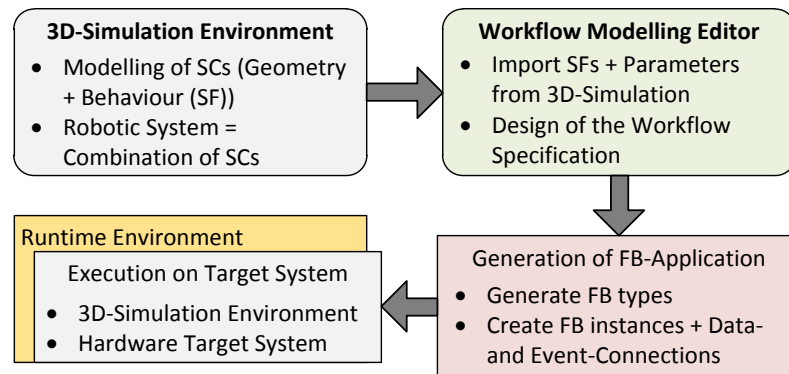 3D-Simulation Environment
• Modelling of SCs (Geometry
+ Behaviour (SF))
• Robotic System =
Combination of SCs
Workflow Modelling Editor
• Import SFs + Parameters
from 3D-Simulation
• Design of the Workflow
Specification
Generation of FB-Application
• Generate FB types
• Create FB instances + Data-
and Event-Connections
Runtime Environment
Execution on Target System
• 3D-Simulation Environment
• Hardware Target System